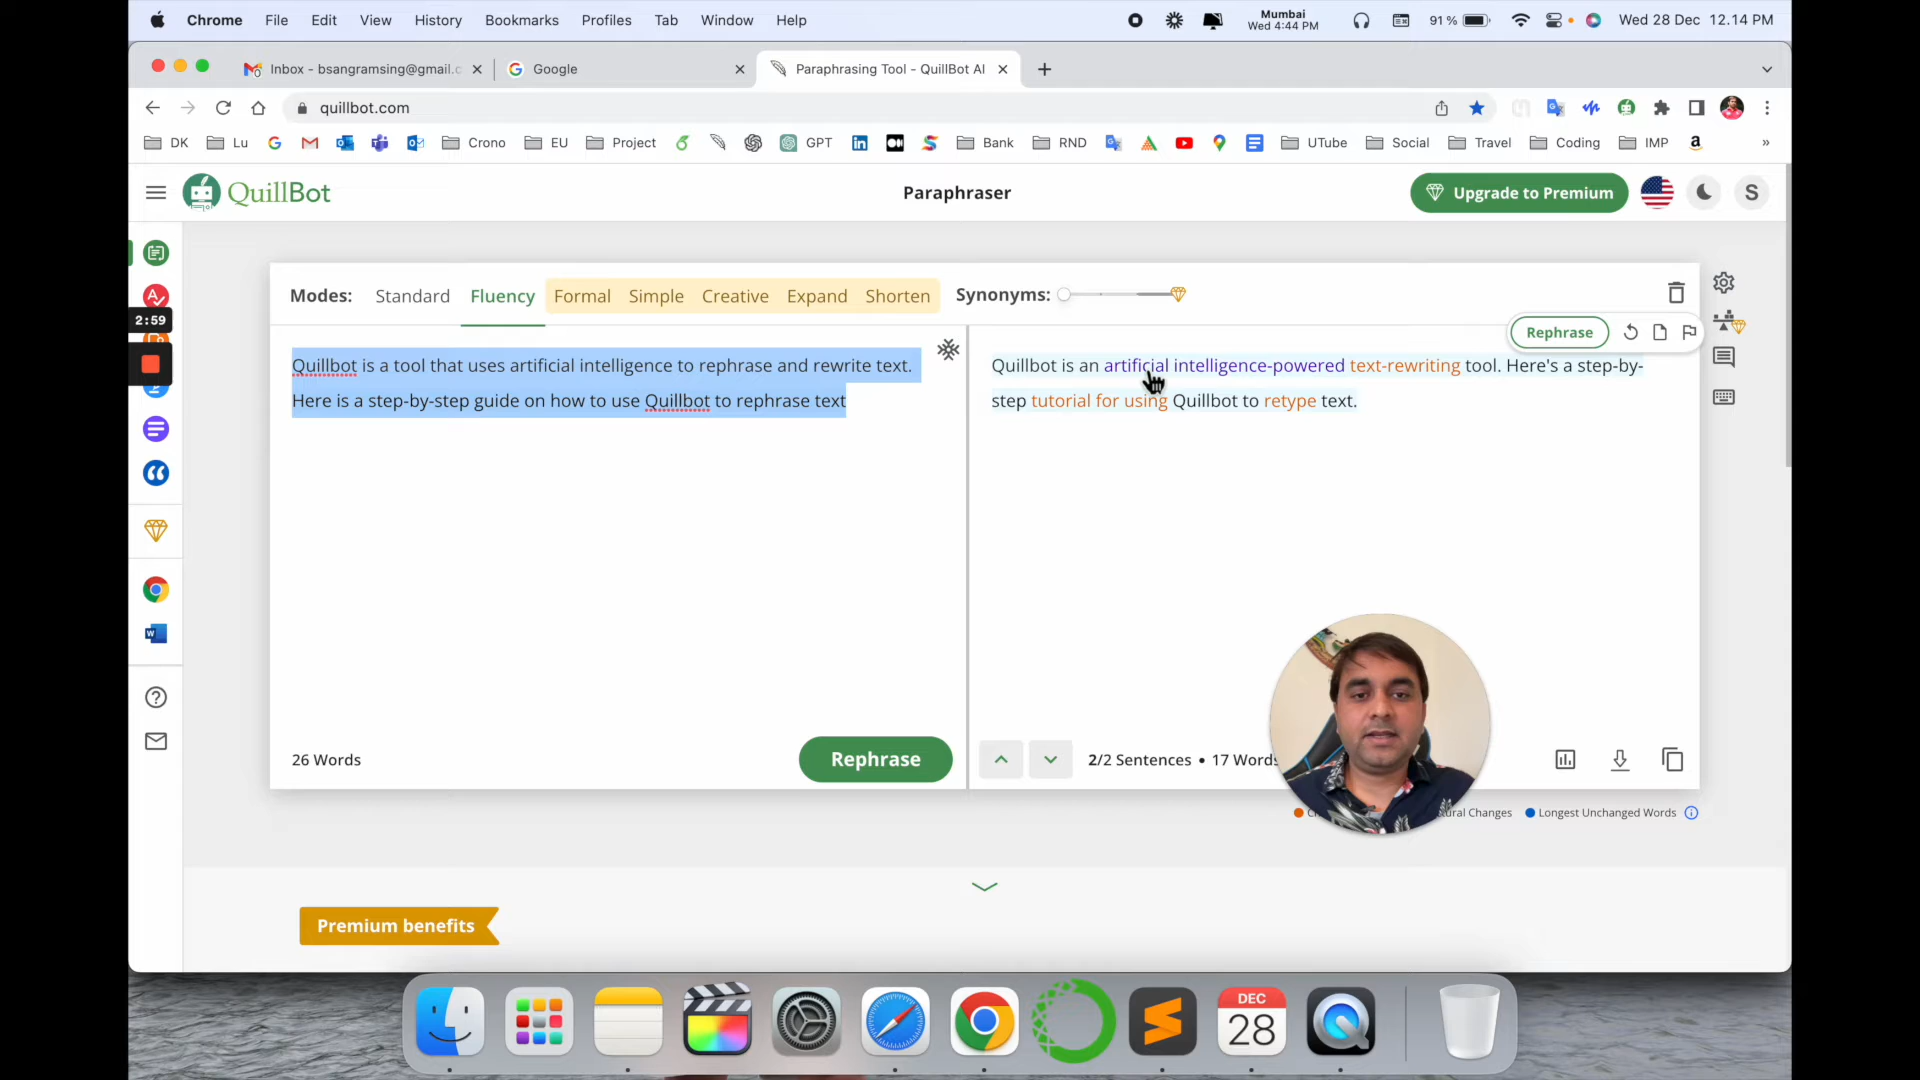 Chrome File Edit View History Bookmarks Profiles Tab Window Help
Mumbai
Wed 4:44 PM
91 %
Wed 28 Dec 12.14 PM
Inbox - bsangramsing@gmail.c
Google
Paraphrasing Tool - QuillBot AI
quillbot.com
DK Lu Crono EU Project GPT Bank RND UTube Social Travel Coding IMP »
QuillBot
Paraphraser
Upgrade to Premium
S
Modes: Standard Fluency Formal Simple Creative Expand Shorten Synonyms:
2:59
Rephrase
Quillbot is a tool that uses artificial intelligence to rephrase and rewrite text.
Here is a step-by-step guide on how to use Quillbot to rephrase text
Quillbot is an artificial intelligence-powered text-rewriting tool. Here's a step-by-
step tutorial for using Quillbot to retype text.
26 Words
Rephrase
2/2 Sentences • 17 Words
tural Changes
Longest Unchanged Words
Premium benefits
DEC
28